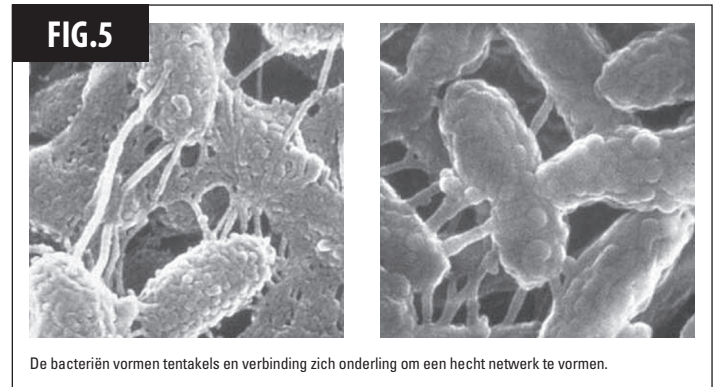 FIG.5
De bacteriën vormen tentakels en verbinding zich onderling om een hecht netwerk te vormen.